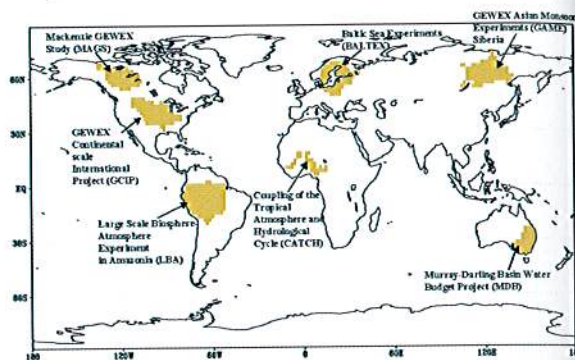 GEWEX Asian Monsoon
Experiments (GAME)
Siberia
Baltic Sea Experiments
(BALTEX)
Mackenzie GEWEX
Study (MAGS)
GEWEX
Continental
scale
International
Project (GCIP)
Coupling of the
Tropical
Atmosphere and
Hydrological
Cycle (CATCH)
Large Scale Biosphere-
Atmosphere
Experiment
in Amazonia (LBA)
Murray-Darling Basin Water
Budget Project (MDB)
60N
30N
EQ
30S
60S
180
120W
60W
0
60E
120E